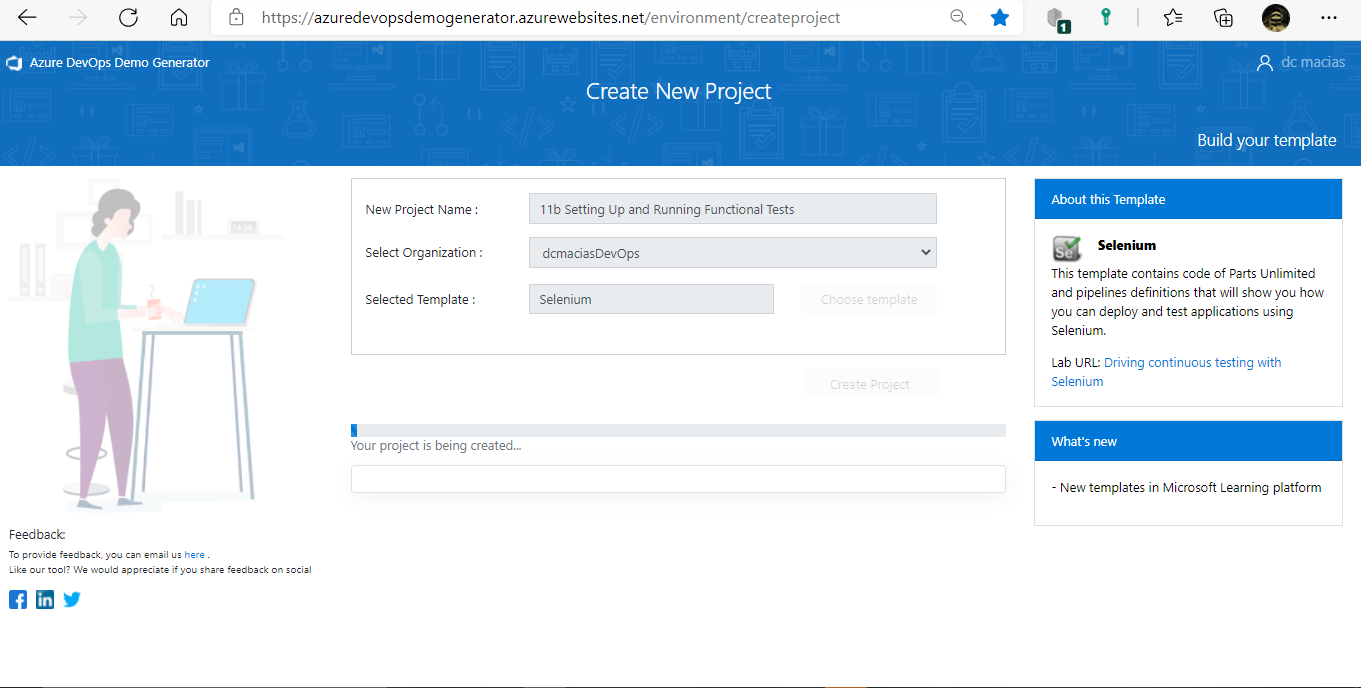 https://azuredevopsdemogenerator.azurewebsites.net/environment/createproject
1
Azure DevOps Demo Generator
dc macias
Create New Project
Build your template
New Project Name :
11b Setting Up and Running Functional Tests
Select Organization :
dcmaciasDevOps
Selected Template :
Selenium
Choose template
Create Project
Your project is being created...
About this Template
Se
Selenium
This template contains code of Parts Unlimited
and pipelines definitions that will show you how
you can deploy and test applications using
Selenium.
Lab URL: Driving continuous testing with
Selenium
What's new
- New templates in Microsoft Learning platform
Feedback:
To provide feedback, you can email us here .
Like our tool? We would appreciate if you share feedback on social